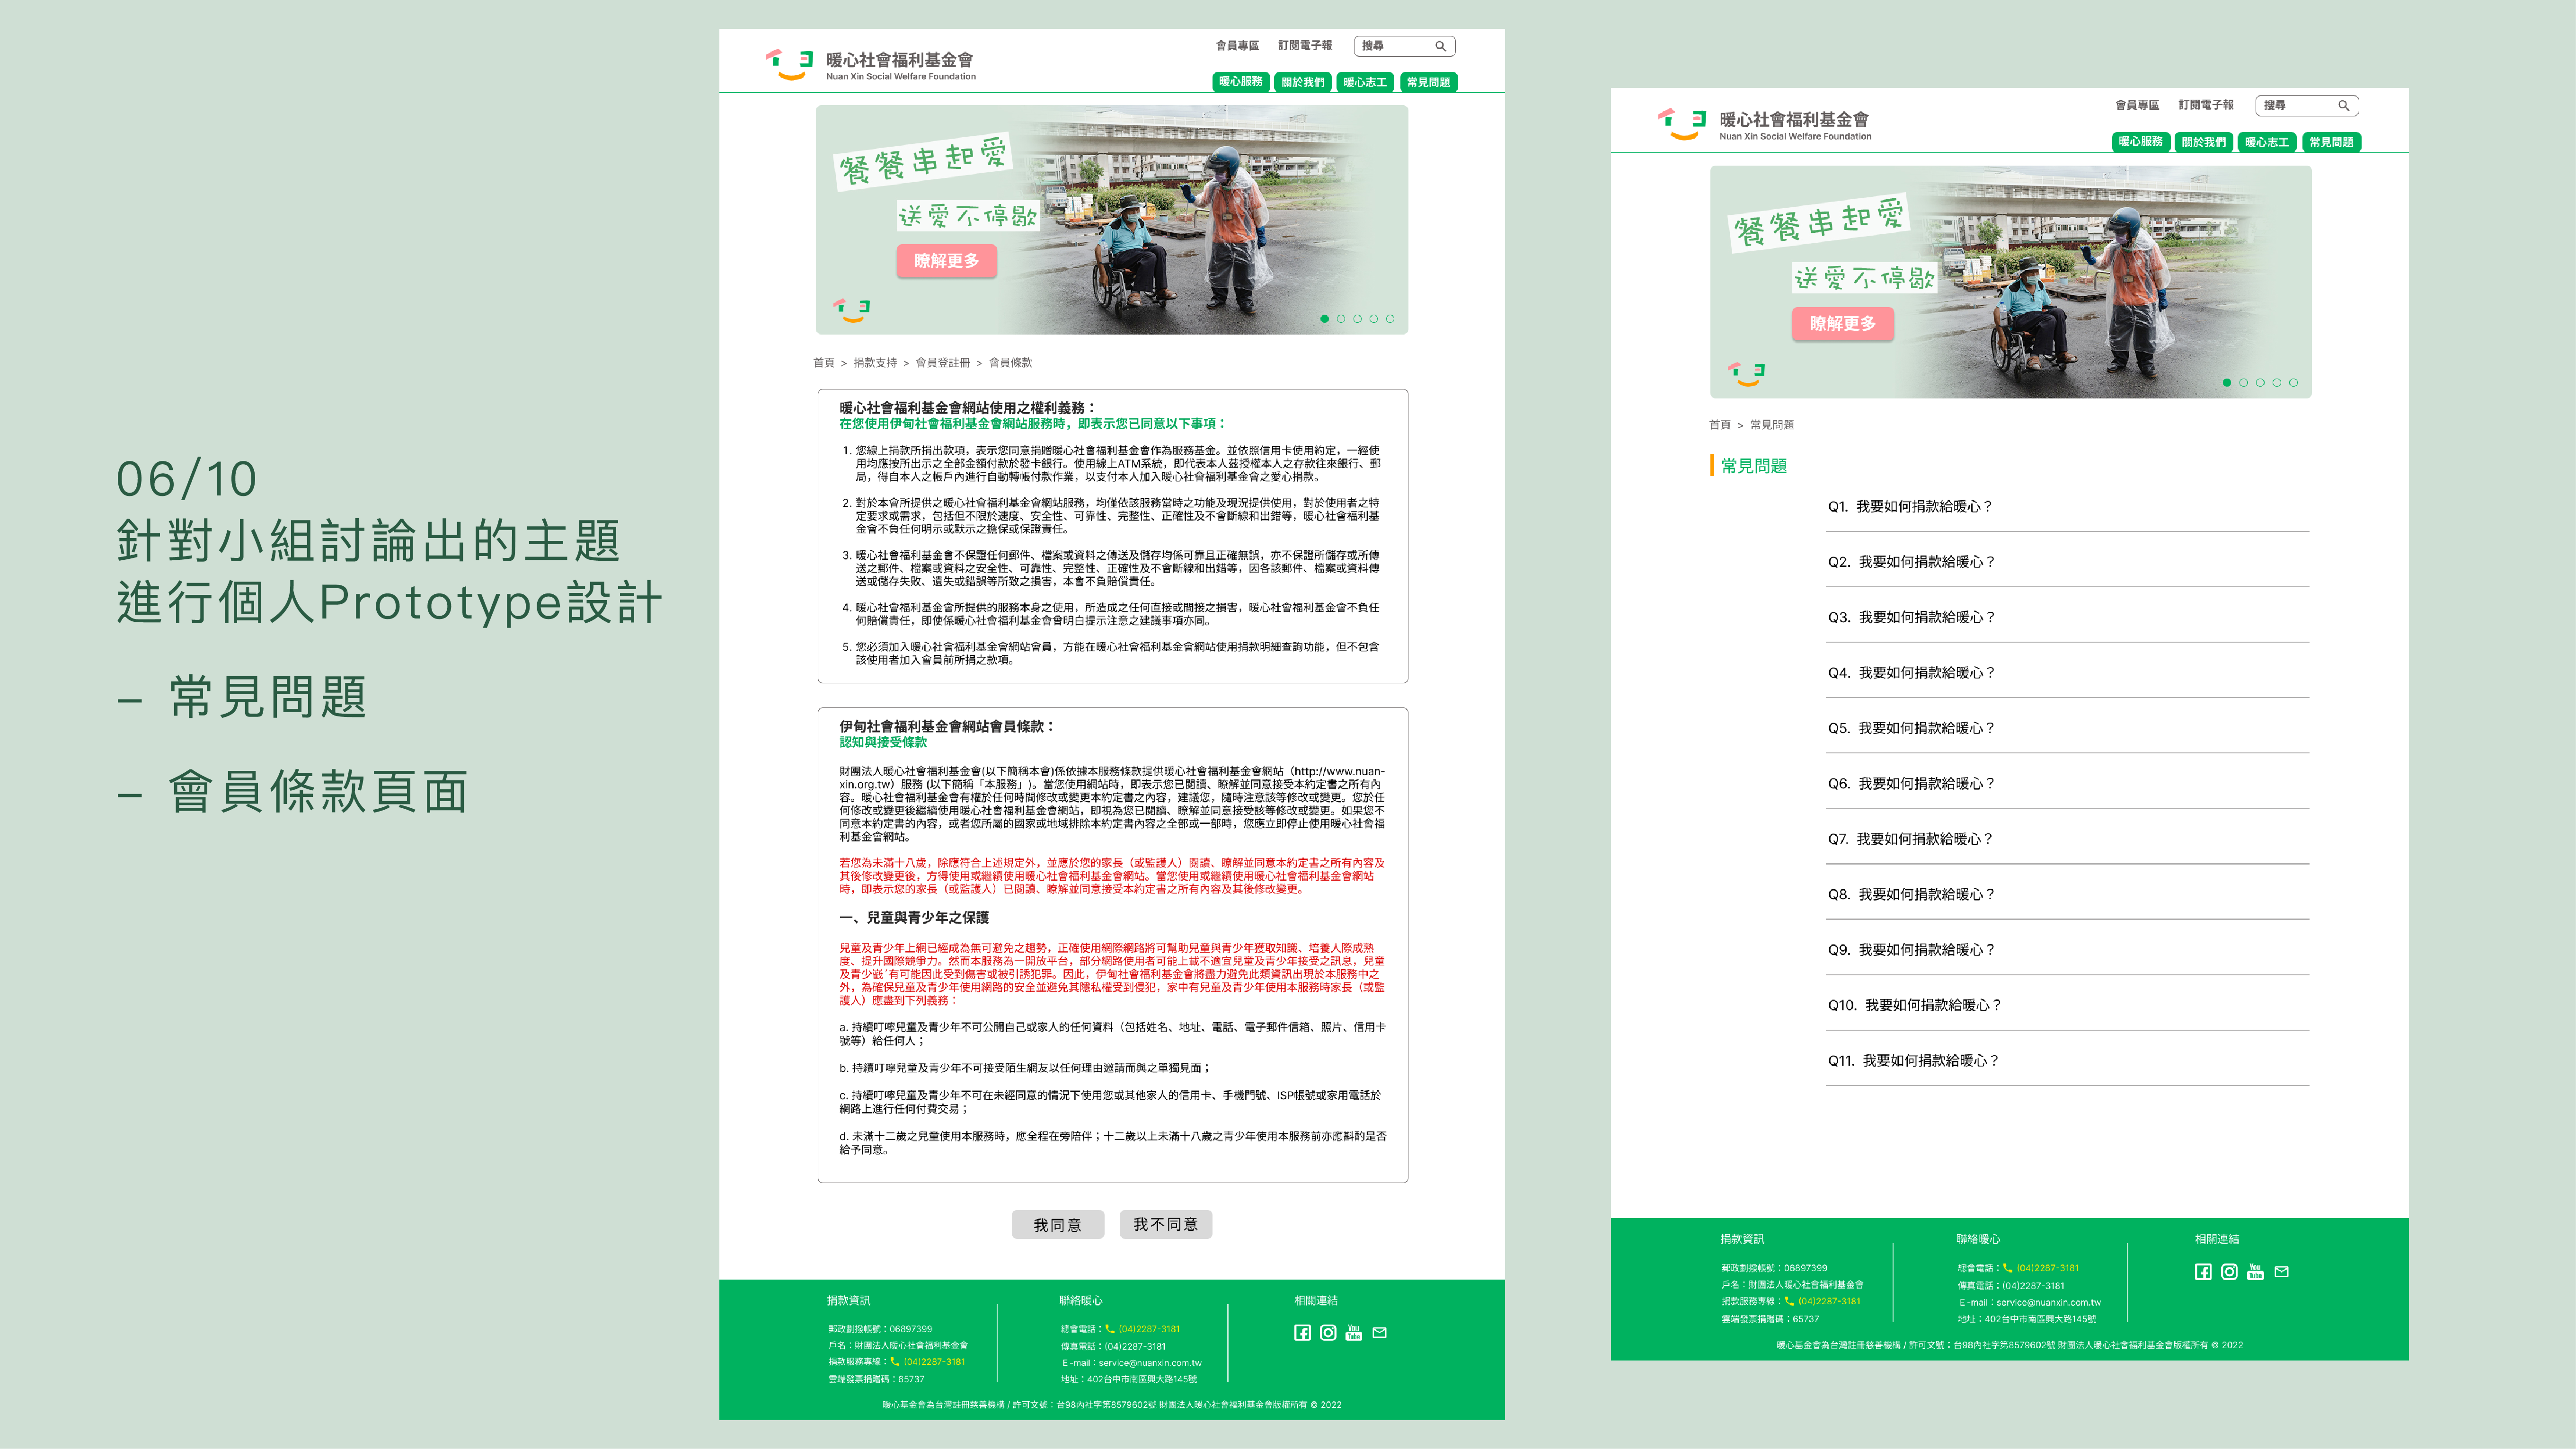 06/10
針對小組討論出的主題
進行個人Prototype設計
– 常見問題
– 會員條款頁面
暖心社會福利基金會
Nuan Xin Social Welfare Foundation
會員專區 訂閱電子報 搜尋
暖心服務 關於我們 暖心志工 常見問題
餐餐串起愛
送愛不停歇
瞭解更多
首頁 > 捐款支持 > 會員登註冊 > 會員條款
暖心社會福利基金會網站使用之權利義務：
在您使用伊甸社會福利基金會網站服務時，即表示您已同意以下事項：
1. 您線上捐款所捐出款項，表示您同意捐贈暖心社會福利基金會作為服務基金。並依照信用卡使用約定，一經使
用均應按所出示之全部金額付款於發卡銀行。使用線上ATM系統，即代表本人茲授權本人之存款往來銀行、郵
局，得自本人之帳戶內進行自動轉帳付款作業，以支付本人加入暖心社會福利基金會之愛心捐款。
2. 對於本會所提供之暖心社會福利基金會網站服務，均僅依該服務當時之功能及現況提供使用，對於使用者之特
定要求或需求，包括但不限於速度、安全性、可靠性、完整性、正確性及不會斷線和出錯等，暖心社會福利基
金會不負任何明示或默示之擔保或保證責任。
3. 暖心社會福利基金會不保證任何郵件、檔案或資料之傳送及儲存均係可靠且正確無誤，亦不保證所儲存或所傳
送之郵件、檔案或資料之安全性、可靠性、完整性、正確性及不會斷線和出錯等，因各該郵件、檔案或資料傳
送或儲存失敗、遺失或錯誤等所致之損害，本會不負賠償責任。
4. 暖心社會福利基金會所提供的服務本身之使用，所造成之任何直接或間接之損害，暖心社會福利基金會不負任
何賠償責任，即使係暖心社會福利基金會曾明白提示注意之建議事項亦同。
5. 您必須加入暖心社會福利基金會網站會員，方能在暖心社會福利基金會網站使用捐款明細查詢功能，但不包含
該使用者加入會員前所捐之款項。
伊甸社會福利基金會網站會員條款：
認知與接受條款
財團法人暖心社會福利基金會(以下簡稱本會)係依據本服務條款提供暖心社會福利基金會網站（http://www.nuan-
xin.org.tw）服務 (以下簡稱「本服務」)。當您使用網站時，即表示您已閱讀、瞭解並同意接受本約定書之所有內
容。暖心社會福利基金會有權於任何時間修改或變更本約定書之內容，建議您，隨時注意該等修改或變更。您於任
何修改或變更後繼續使用暖心社會福利基金會網站，即視為您已閱讀、瞭解並同意接受該等修改或變更。如果您不
同意本約定書的內容，或者您所屬的國家或地域排除本約定書內容之全部或一部時，您應立即停止使用暖心社會福
利基金會網站。
若您為未滿十八歲，除應符合上述規定外，並應於您的家長（或監護人）閱讀、瞭解並同意本約定書之所有內容及
其後修改變更後，方得使用或繼續使用暖心社會福利基金會網站。當您使用或繼續使用暖心社會福利基金會網站
時，即表示您的家長（或監護人）已閱讀、瞭解並同意接受本約定書之所有內容及其後修改變更。
一、兒童與青少年之保護
兒童及青少年上網已經成為無可避免之趨勢，正確使用網際網路將可幫助兒童與青少年獲取知識、培養人際成熟
度、提升國際競爭力。然而本服務為一開放平台，部分網路使用者可能上載不適宜兒童及青少年接受之訊息，兒童
及青少嶯ˊ有可能因此受到傷害或被引誘犯罪。因此，伊甸社會福利基金會將盡力避免此類資訊出現於本服務中之
外，為確保兒童及青少年使用網路的安全並避免其隱私權受到侵犯，家中有兒童及青少年使用本服務時家長（或監
護人）應盡到下列義務：
a. 持續叮嚀兒童及青少年不可公開自己或家人的任何資料（包括姓名、地址、電話、電子郵件信箱、照片、信用卡
號等）給任何人；
b. 持續叮嚀兒童及青少年不可接受陌生網友以任何理由邀請而與之單獨見面；
c. 持續叮嚀兒童及青少年不可在未經同意的情況下使用您或其他家人的信用卡、手機門號、ISP帳號或家用電話於
網路上進行任何付費交易；
d. 未滿十二歲之兒童使用本服務時，應全程在旁陪伴；十二歲以上未滿十八歲之青少年使用本服務前亦應斟酌是否
給予同意。
我同意 我不同意
捐款資訊
郵政劃撥帳號：06897399
戶名：財團法人暖心社會福利基金會
捐款服務專線： (04)2287-3181
雲端發票捐贈碼：65737
聯絡暖心
總會電話： (04)2287-3181
傳真電話：(04)2287-3181
E-mail：service@nuanxin.com.tw
地址：402台中市南區興大路145號
相關連結
You Tube
暖心基金會為台灣註冊慈善機構 / 許可文號：台98內社字第8579602號 財團法人暖心社會福利基金會版權所有 © 2022
暖心社會福利基金會
Nuan Xin Social Welfare Foundation
會員專區 訂閱電子報 搜尋
暖心服務 關於我們 暖心志工 常見問題
餐餐串起愛
送愛不停歇
瞭解更多
首頁 > 常見問題
常見問題
Q1. 我要如何捐款給暖心？
Q2. 我要如何捐款給暖心？
Q3. 我要如何捐款給暖心？
Q4. 我要如何捐款給暖心？
Q5. 我要如何捐款給暖心？
Q6. 我要如何捐款給暖心？
Q7. 我要如何捐款給暖心？
Q8. 我要如何捐款給暖心？
Q9. 我要如何捐款給暖心？
Q10. 我要如何捐款給暖心？
Q11. 我要如何捐款給暖心？
捐款資訊
郵政劃撥帳號：06897399
戶名：財團法人暖心社會福利基金會
捐款服務專線： (04)2287-3181
雲端發票捐贈碼：65737
聯絡暖心
總會電話： (04)2287-3181
傳真電話：(04)2287-3181
E-mail：service@nuanxin.com.tw
地址：402台中市南區興大路145號
相關連結
You Tube
暖心基金會為台灣註冊慈善機構 / 許可文號：台98內社字第8579602號 財團法人暖心社會福利基金會版權所有 © 2022